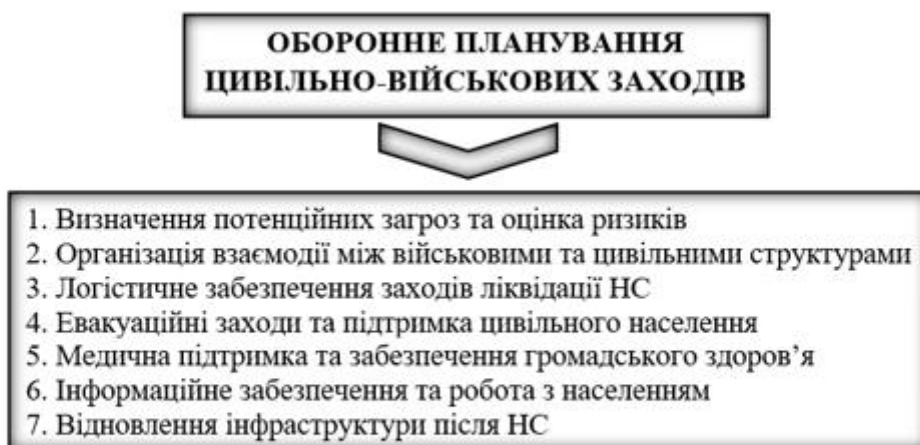 ОБОРОННЕ ПЛАНУВАННЯ
ЦИВІЛЬНО-ВІЙСЬКОВИХ ЗАХОДІВ
1. Визначення потенційних загроз та оцінка ризиків
2. Організація взаємодії між військовими та цивільними структурами
3. Логістичне забезпечення заходів ліквідації НС
4. Евакуаційні заходи та підтримка цивільного населення
5. Медична підтримка та забезпечення громадського здоров’я
6. Інформаційне забезпечення та робота з населенням
7. Відновлення інфраструктури після НС